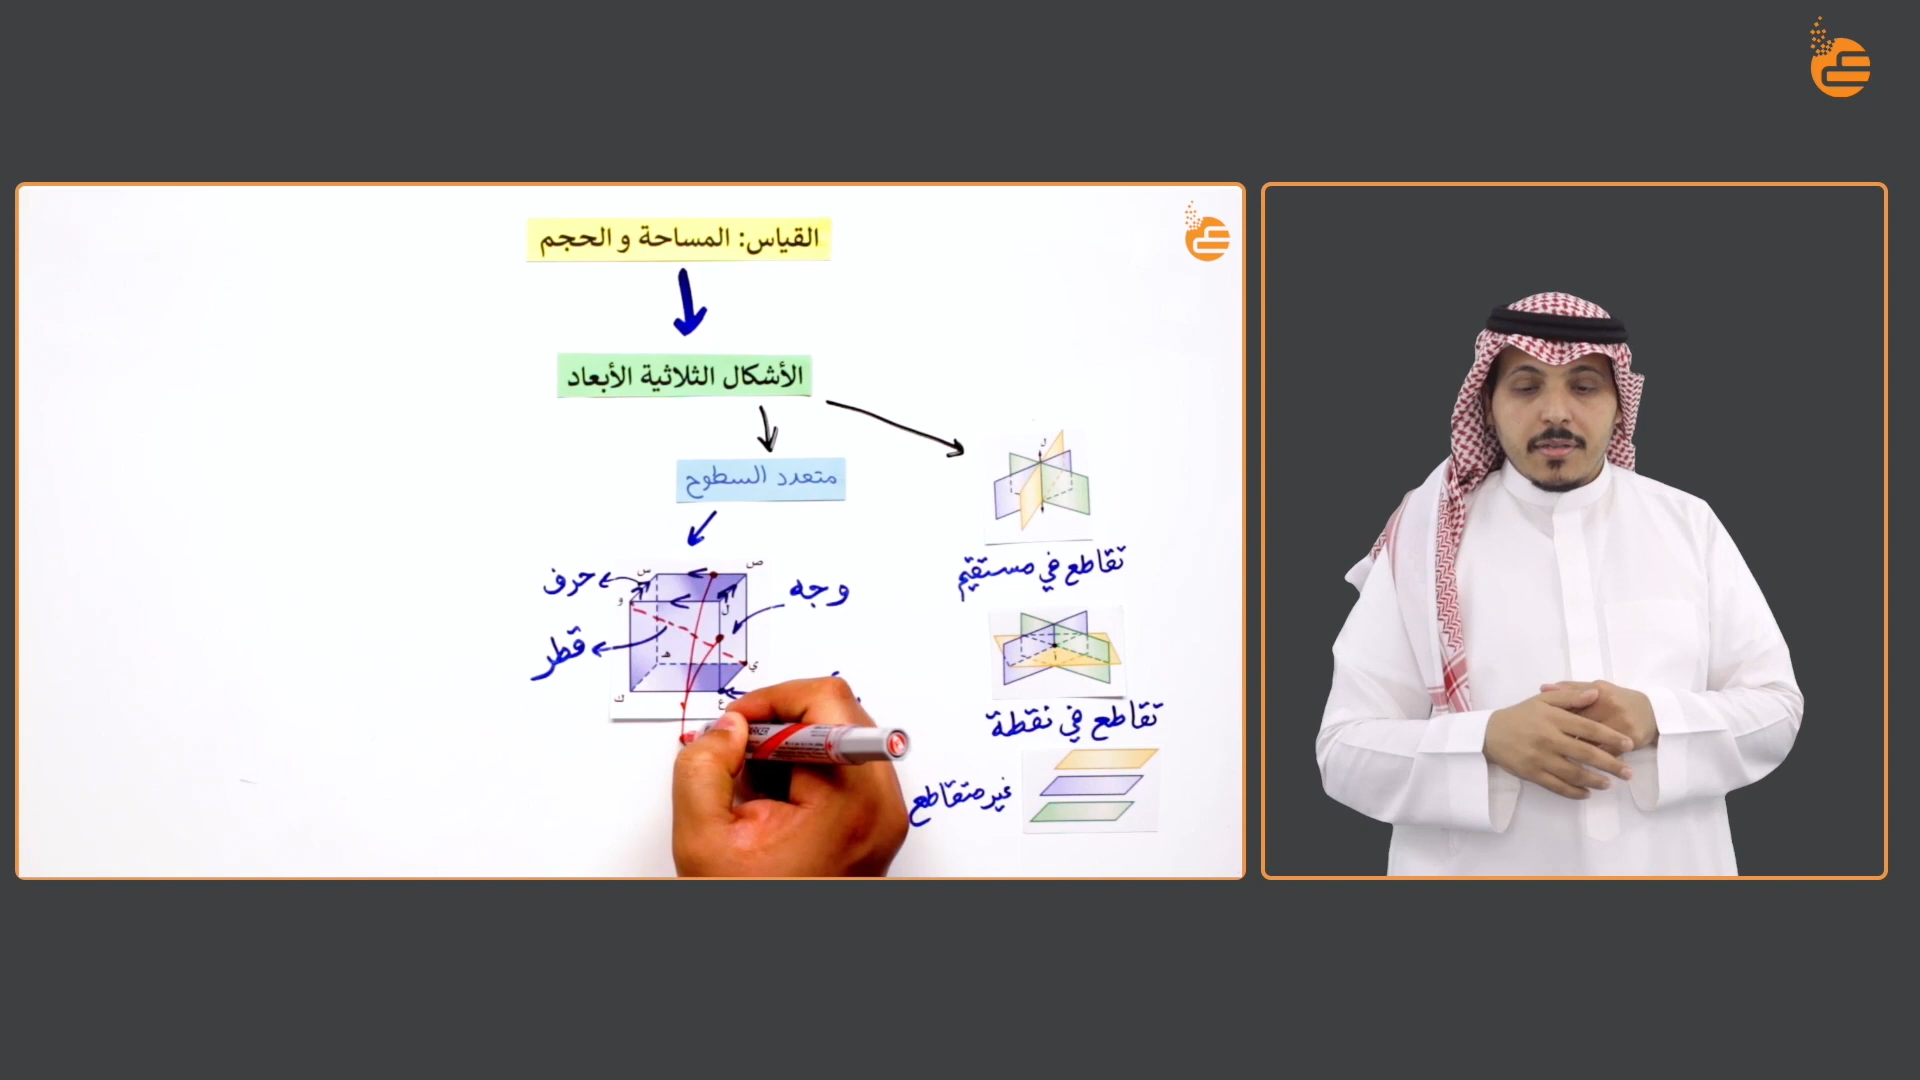 القياس: المساحة و الحجم
الأشكال الثلاثية الأبعاد
متعدد السطوح
تقاطع في مستقيم
تقاطع في نقطة
غير متقاطع
وجه
حرف
قطر
س
ص
و
ل
هـ
ي
ك
ع
ل